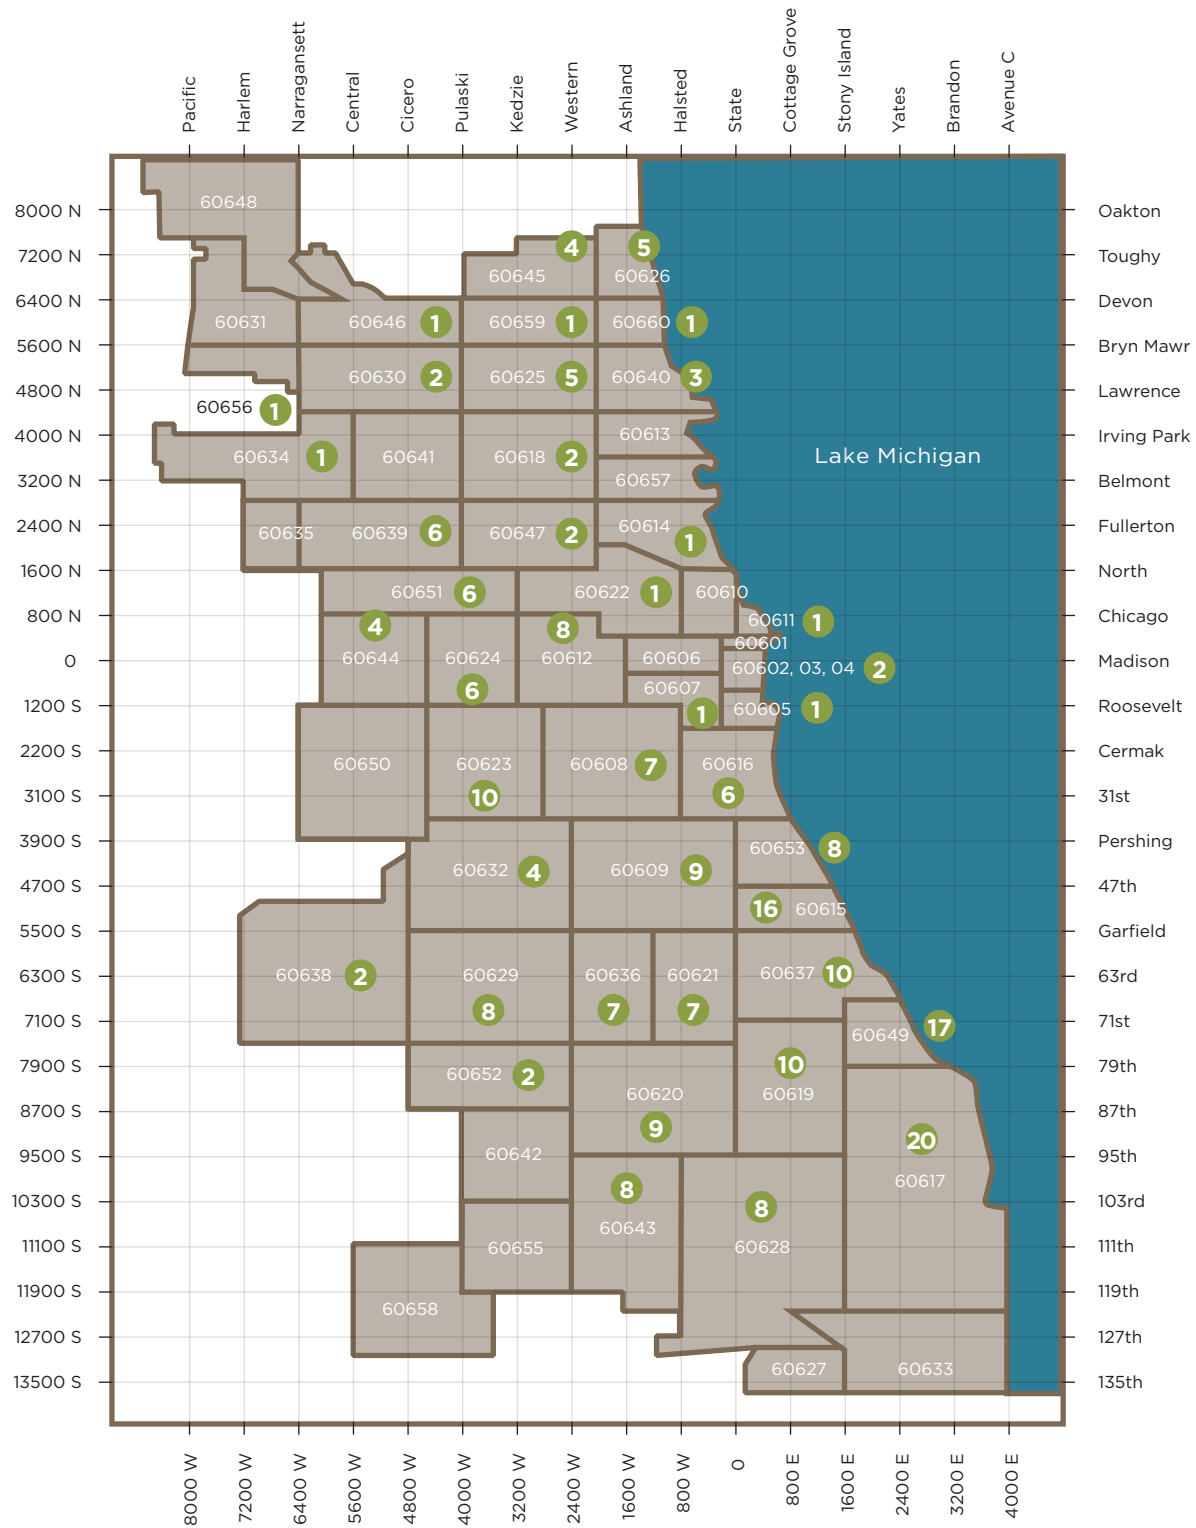 Pacific
Harlem
Narragansett
Central
Cicero
Pulaski
Kedzie
Western
Ashland
Halsted
State
Cottage Grove
Stony Island
Yates
Brandon
Avenue C
60648
8000 N
Oakton
4
5
7200 N
Toughy
60645
60626
6400 N
Devon
60631
60646
1
60659
1
60660
1
5600 N
Bryn Mawr
60630
2
60625
5
60640
3
4800 N
Lawrence
60656
1
4000 N
60613
Irving Park
60634
1
60641
60618
2
Lake Michigan
3200 N
60657
Belmont
2400 N
60614
Fullerton
60635
60639
6
60647
2
1
1600 N
North
60651
6
60622
1
60610
800 N
60611
1
Chicago
4
8
60601
0
60644
60624
60612
60606
Madison
60602, 03, 04
2
6
60607
1200 S
1
60605
1
Roosevelt
2200 S
Cermak
60650
60623
60608
7
60616
3100 S
10
6
31st
3900 S
Pershing
60653
8
60632
4
60609
9
4700 S
47th
16
60615
5500 S
Garfield
6300 S
60638
2
60629
60636
60621
60637
10
63rd
8
7
7
7100 S
71st
60649
17
7900 S
10
79th
60652
2
60620
60619
8700 S
87th
9
20
9500 S
95th
60642
60617
8
10300 S
8
103rd
60643
11100 S
60655
60628
111th
11900 S
119th
60658
12700 S
127th
60627
60633
13500 S
135th
8000 W
7200 W
6400 W
5600 W
4800 W
4000 W
3200 W
2400 W
1600 W
800 W
0
800 E
1600 E
2400 E
3200 E
4000 E